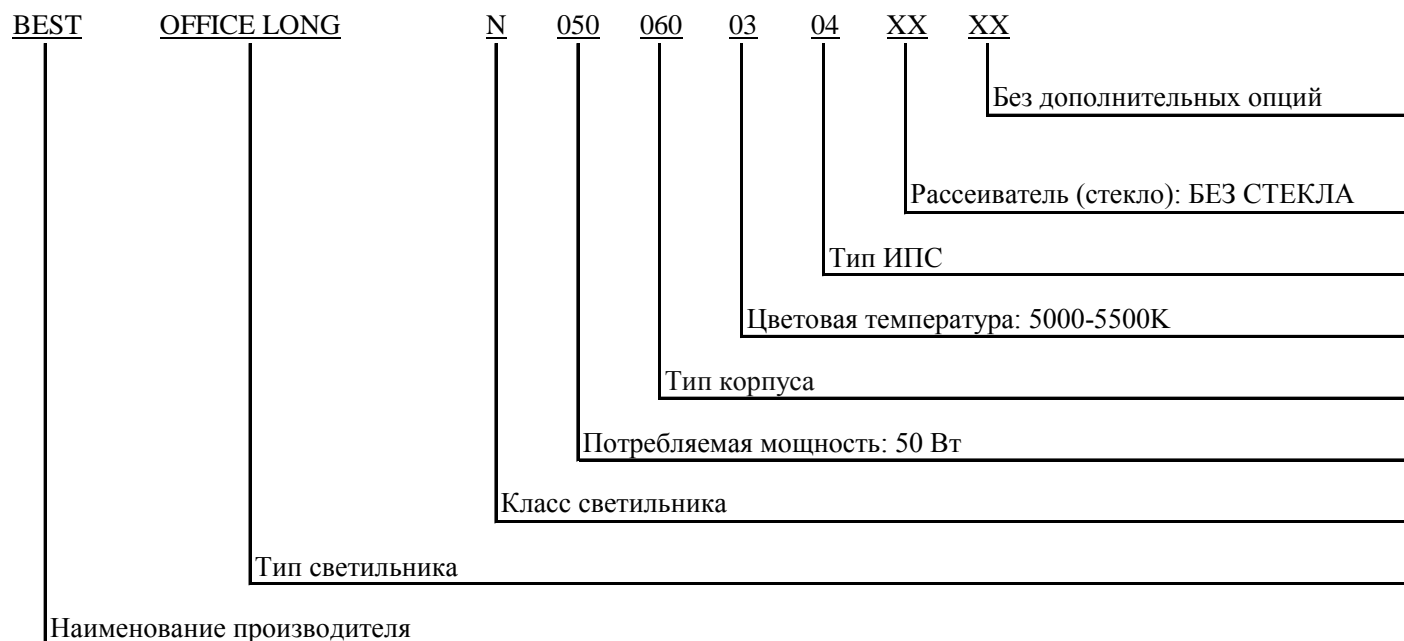 BEST OFFICE LONG N 050 060 03 04 XX XX
Без дополнительных опций
Рассеиватель (стекло): БЕЗ СТЕКЛА
Тип ИПС
Цветовая температура: 5000-5500К
Тип корпуса
Потребляемая мощность: 50 Вт
Класс светильника
Тип светильника
Наименование производителя